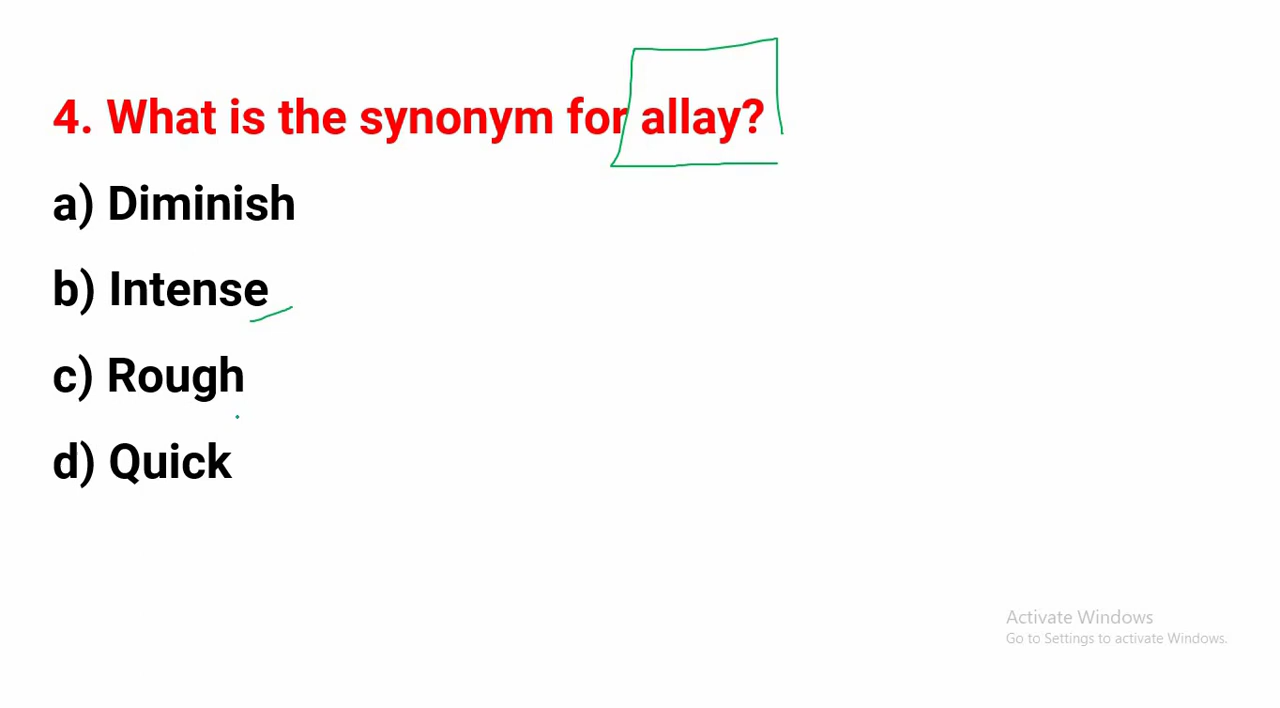 4. What is the synonym for allay?
a) Diminish
b) Intense
c) Rough
d) Quick
Activate Windows
Go to Settings to activate Windows.